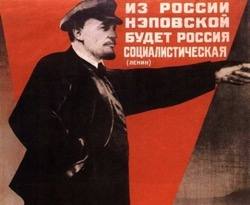 ИЗ РОССИИ
НЭПОВСКОЙ
БУДЕТ РОССИЯ
СОЦИАЛИСТИЧЕСКАЯ
(ЛЕНИН)